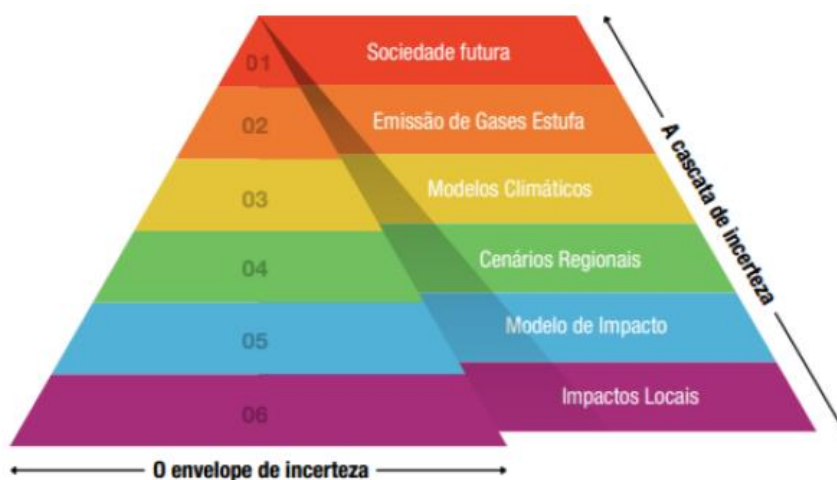 01 Sociedade futura
02 Emissão de Gases Estufa
03 Modelos Climáticos
04 Cenários Regionais
05 Modelo de Impacto
06 Impactos Locais
A cascata de incerteza
O envelope de incerteza